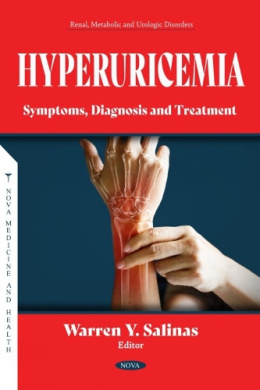 Renal, Metabolic and Urologic Disorders
HYPERURICEMIA
Symptoms, Diagnosis and Treatment
NOVA MEDICINE AND HEALTH
Warren Y. Salinas
Editor
NOVA